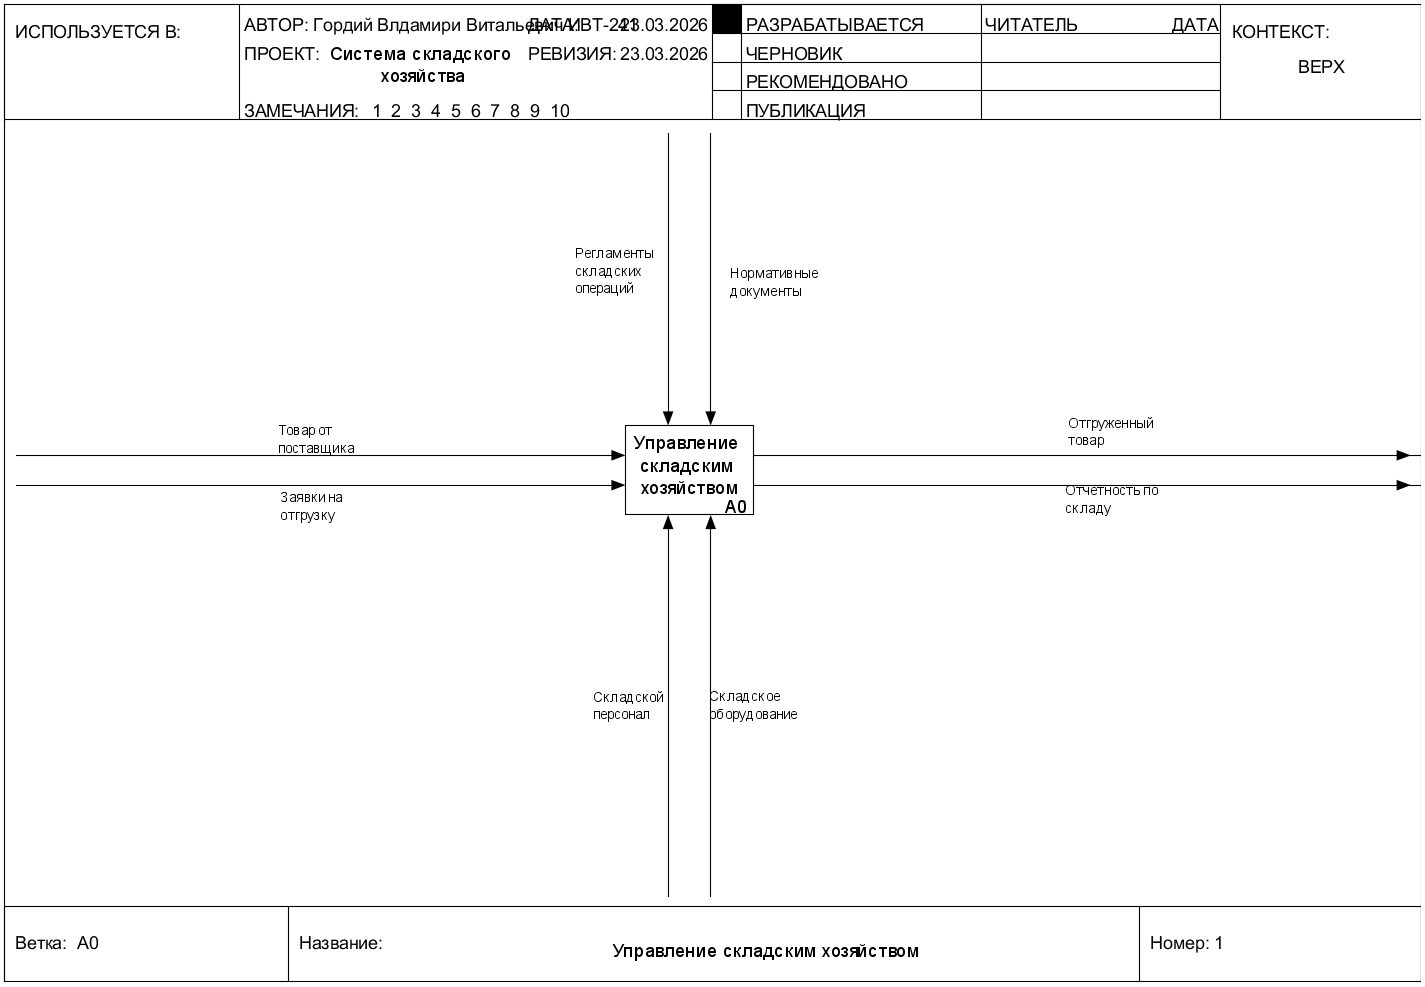 ИСПОЛЬЗУЕТСЯ В:
АВТОР: Гордий Влдамири Витальевич ИВТ-241
ДАТА: 23.03.2026
ПРОЕКТ: Система складского
хозяйства
РЕВИЗИЯ: 23.03.2026
ЗАМЕЧАНИЯ: 1 2 3 4 5 6 7 8 9 10
РАЗРАБАТЫВАЕТСЯ
ЧЕРНОВИК
РЕКОМЕНДОВАНО
ПУБЛИКАЦИЯ
ЧИТАТЕЛЬ ДАТА
КОНТЕКСТ:
ВЕРХ
Регламенты
складских
операций
Нормативные
документы
Товар от
поставщика
Заявки на
отгрузку
Управление
складским
хозяйством
A0
Отгруженный
товар
Отчетность по
складу
Складской
персонал
Складское
оборудование
Ветка: A0
Название:
Управление складским хозяйством
Номер: 1